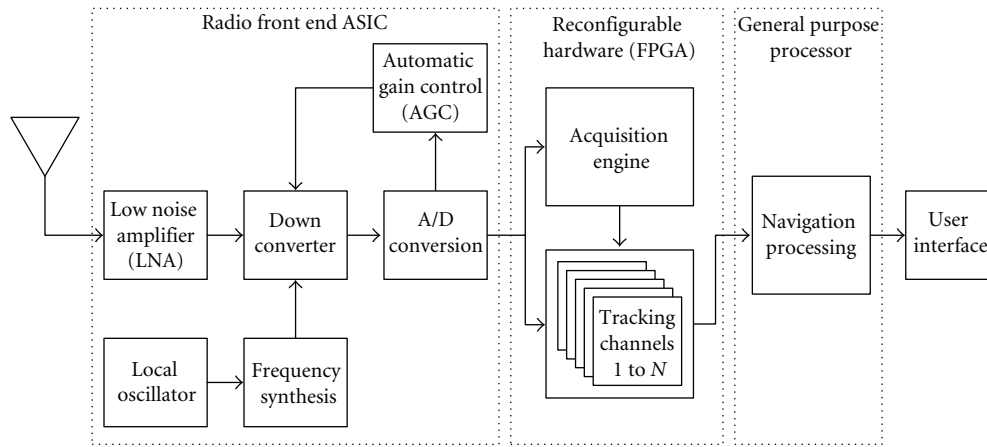 Radio front end ASIC
Reconfigurable
hardware (FPGA)
General purpose
processor
Automatic
gain control
(AGC)
Acquisition
engine
Low noise
amplifier
(LNA)
Down
converter
A/D
conversion
Navigation
processing
User
interface
Tracking
channels
1 to N
Local
oscillator
Frequency
synthesis